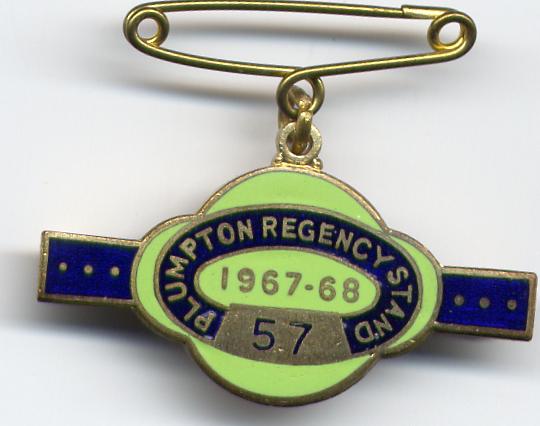 PLUMPTON REGENCY STAND
1967-68
57